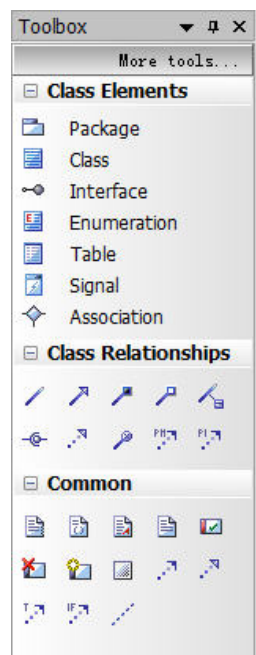 Toolbox
More tools...
Class Elements
Package
Class
Interface
Enumeration
Table
Signal
Association
Class Relationships
Common